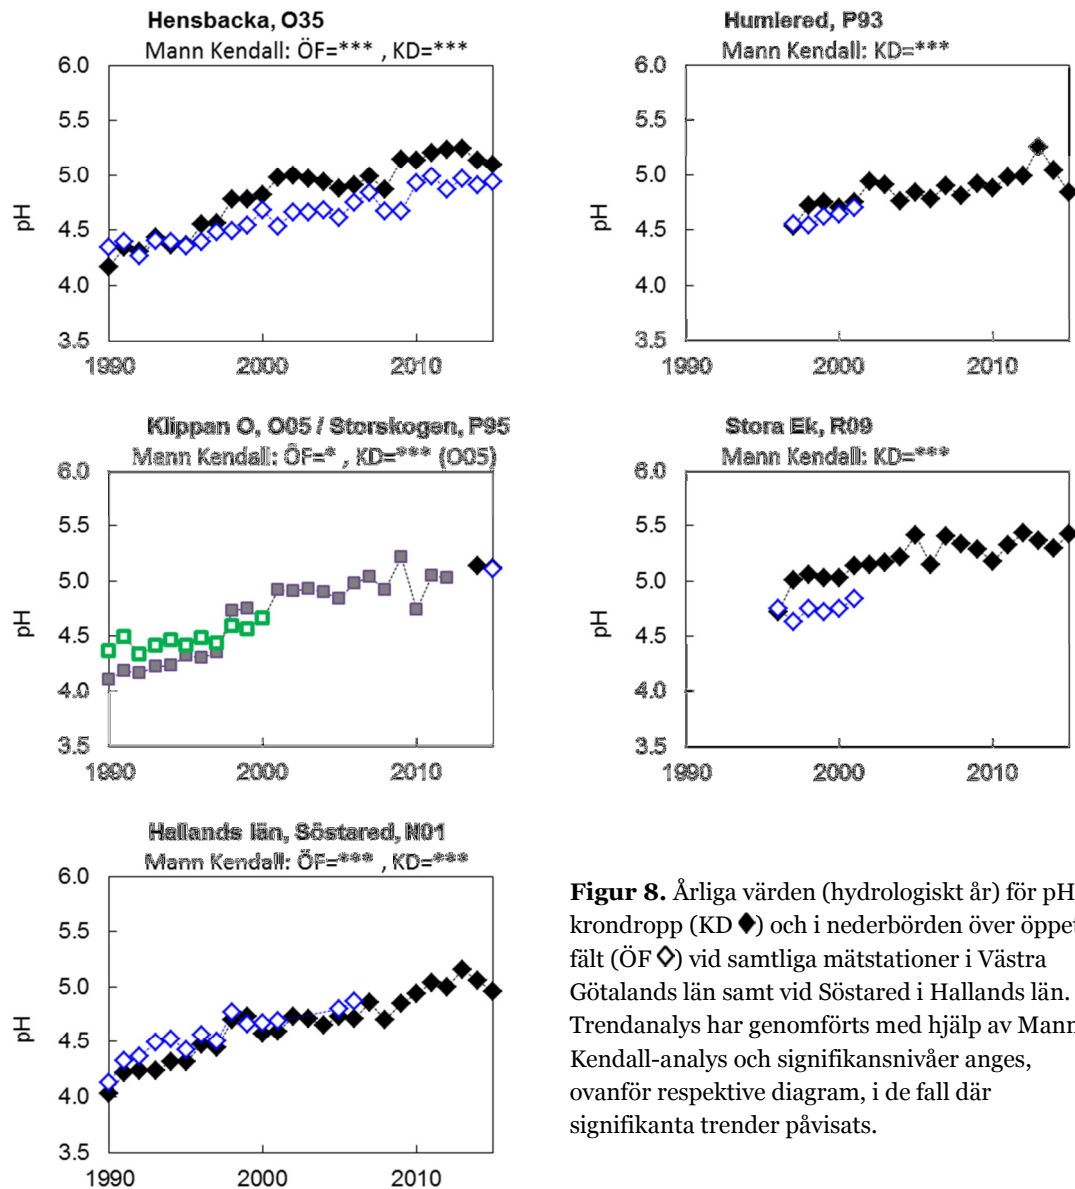 Hensbacka, O35
Mann Kendall: ÖF=*** , KD=***
6.0
5.5
5.0
4.5
4.0
3.5
pH
1990 2000 2010
Humlered, P93
Mann Kendall: KD=***
6.0
5.5
5.0
4.5
4.0
3.5
pH
1990 2000 2010
Klippan O, O05 / Storskogen, P95
Mann Kendall: ÖF=* , KD=*** (O05)
6.0
5.5
5.0
4.5
4.0
3.5
pH
1990 2000 2010
Stora Ek, R09
Mann Kendall: KD=***
6.0
5.5
5.0
4.5
4.0
3.5
pH
1990 2000 2010
Hallands län, Söstared, N01
Mann Kendall: ÖF=*** , KD=***
6.0
5.5
5.0
4.5
4.0
3.5
pH
1990 2000 2010
Figur 8. Årliga värden (hydrologiskt år) för pH
krondropp (KD ◆) och i nederbörden över öppet
fält (ÖF ◇) vid samtliga mätstationer i Västra
Götalands län samt vid Söstared i Hallands län.
Trendanalys har genomförts med hjälp av Mann
Kendall-analys och signifikansnivåer anges,
ovanför respektive diagram, i de fall där
signifikanta trender påvisats.